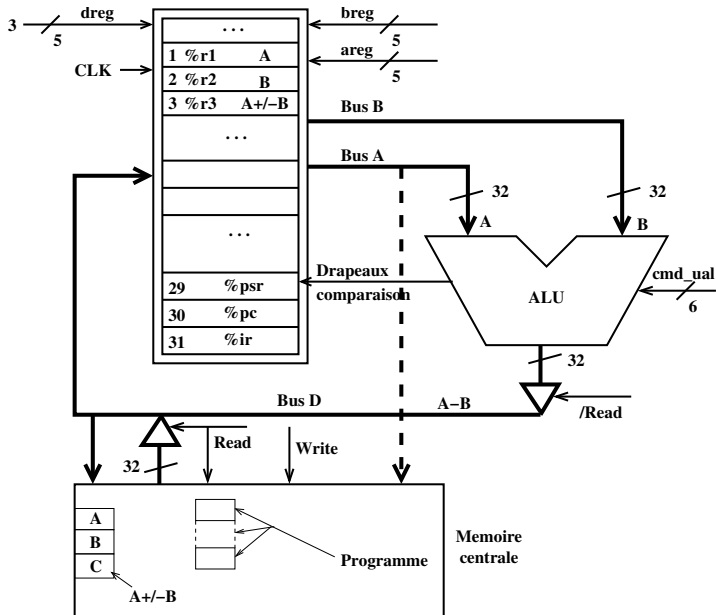 3
dreg
5
breg
5
areg
5
CLK
...
1 %r1 A
2 %r2 B
3 %r3 A+/−B
...
...
29 %psr
30 %pc
31 %ir
Bus B
Bus A
32
32
A
B
ALU
cmd_ual
6
Drapeaux
comparaison
32
/Read
Bus D
A−B
Read
Write
32
A
B
C
A+/−B
Programme
Memoire
centrale